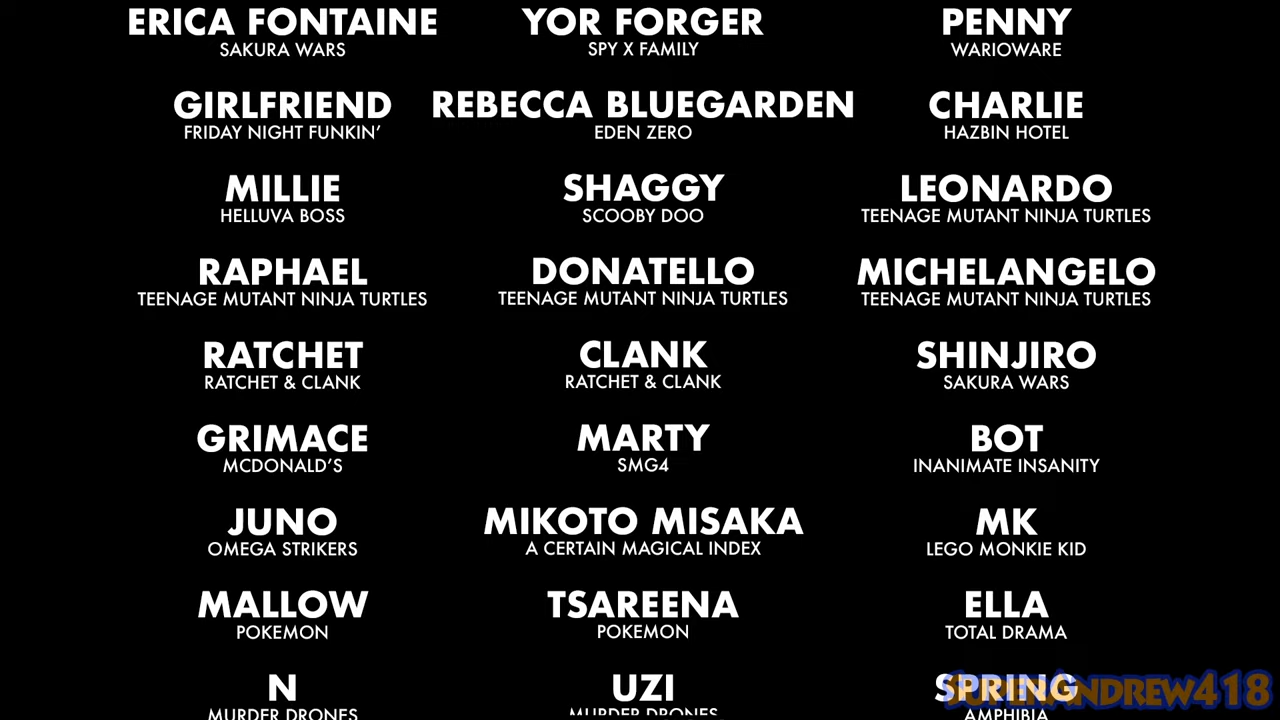 ERICA FONTAINE
SAKURA WARS
YOR FORGER
SPY X FAMILY
PENNY
WARIOWARE
GIRLFRIEND
FRIDAY NIGHT FUNKIN'
REBECCA BLUEGARDEN
EDEN ZERO
CHARLIE
HAZBIN HOTEL
MILLIE
HELLUVA BOSS
SHAGGY
SCOOBY DOO
LEONARDO
TEENAGE MUTANT NINJA TURTLES
RAPHAEL
TEENAGE MUTANT NINJA TURTLES
DONATELLO
TEENAGE MUTANT NINJA TURTLES
MICHELANGELO
TEENAGE MUTANT NINJA TURTLES
RATCHET
RATCHET & CLANK
CLANK
RATCHET & CLANK
SHINJIRO
SAKURA WARS
GRIMACE
MCDONALD'S
MARTY
SMG4
BOT
INANIMATE INSANITY
JUNO
OMEGA STRIKERS
MIKOTO MISAKA
A CERTAIN MAGICAL INDEX
MK
LEGO MONKIE KID
MALLOW
POKEMON
TSAREENA
POKEMON
ELLA
TOTAL DRAMA
N
MURDER DRONES
UZI
MURDER DRONES
SPRING
AMPHIBIA
SuperAndrew418